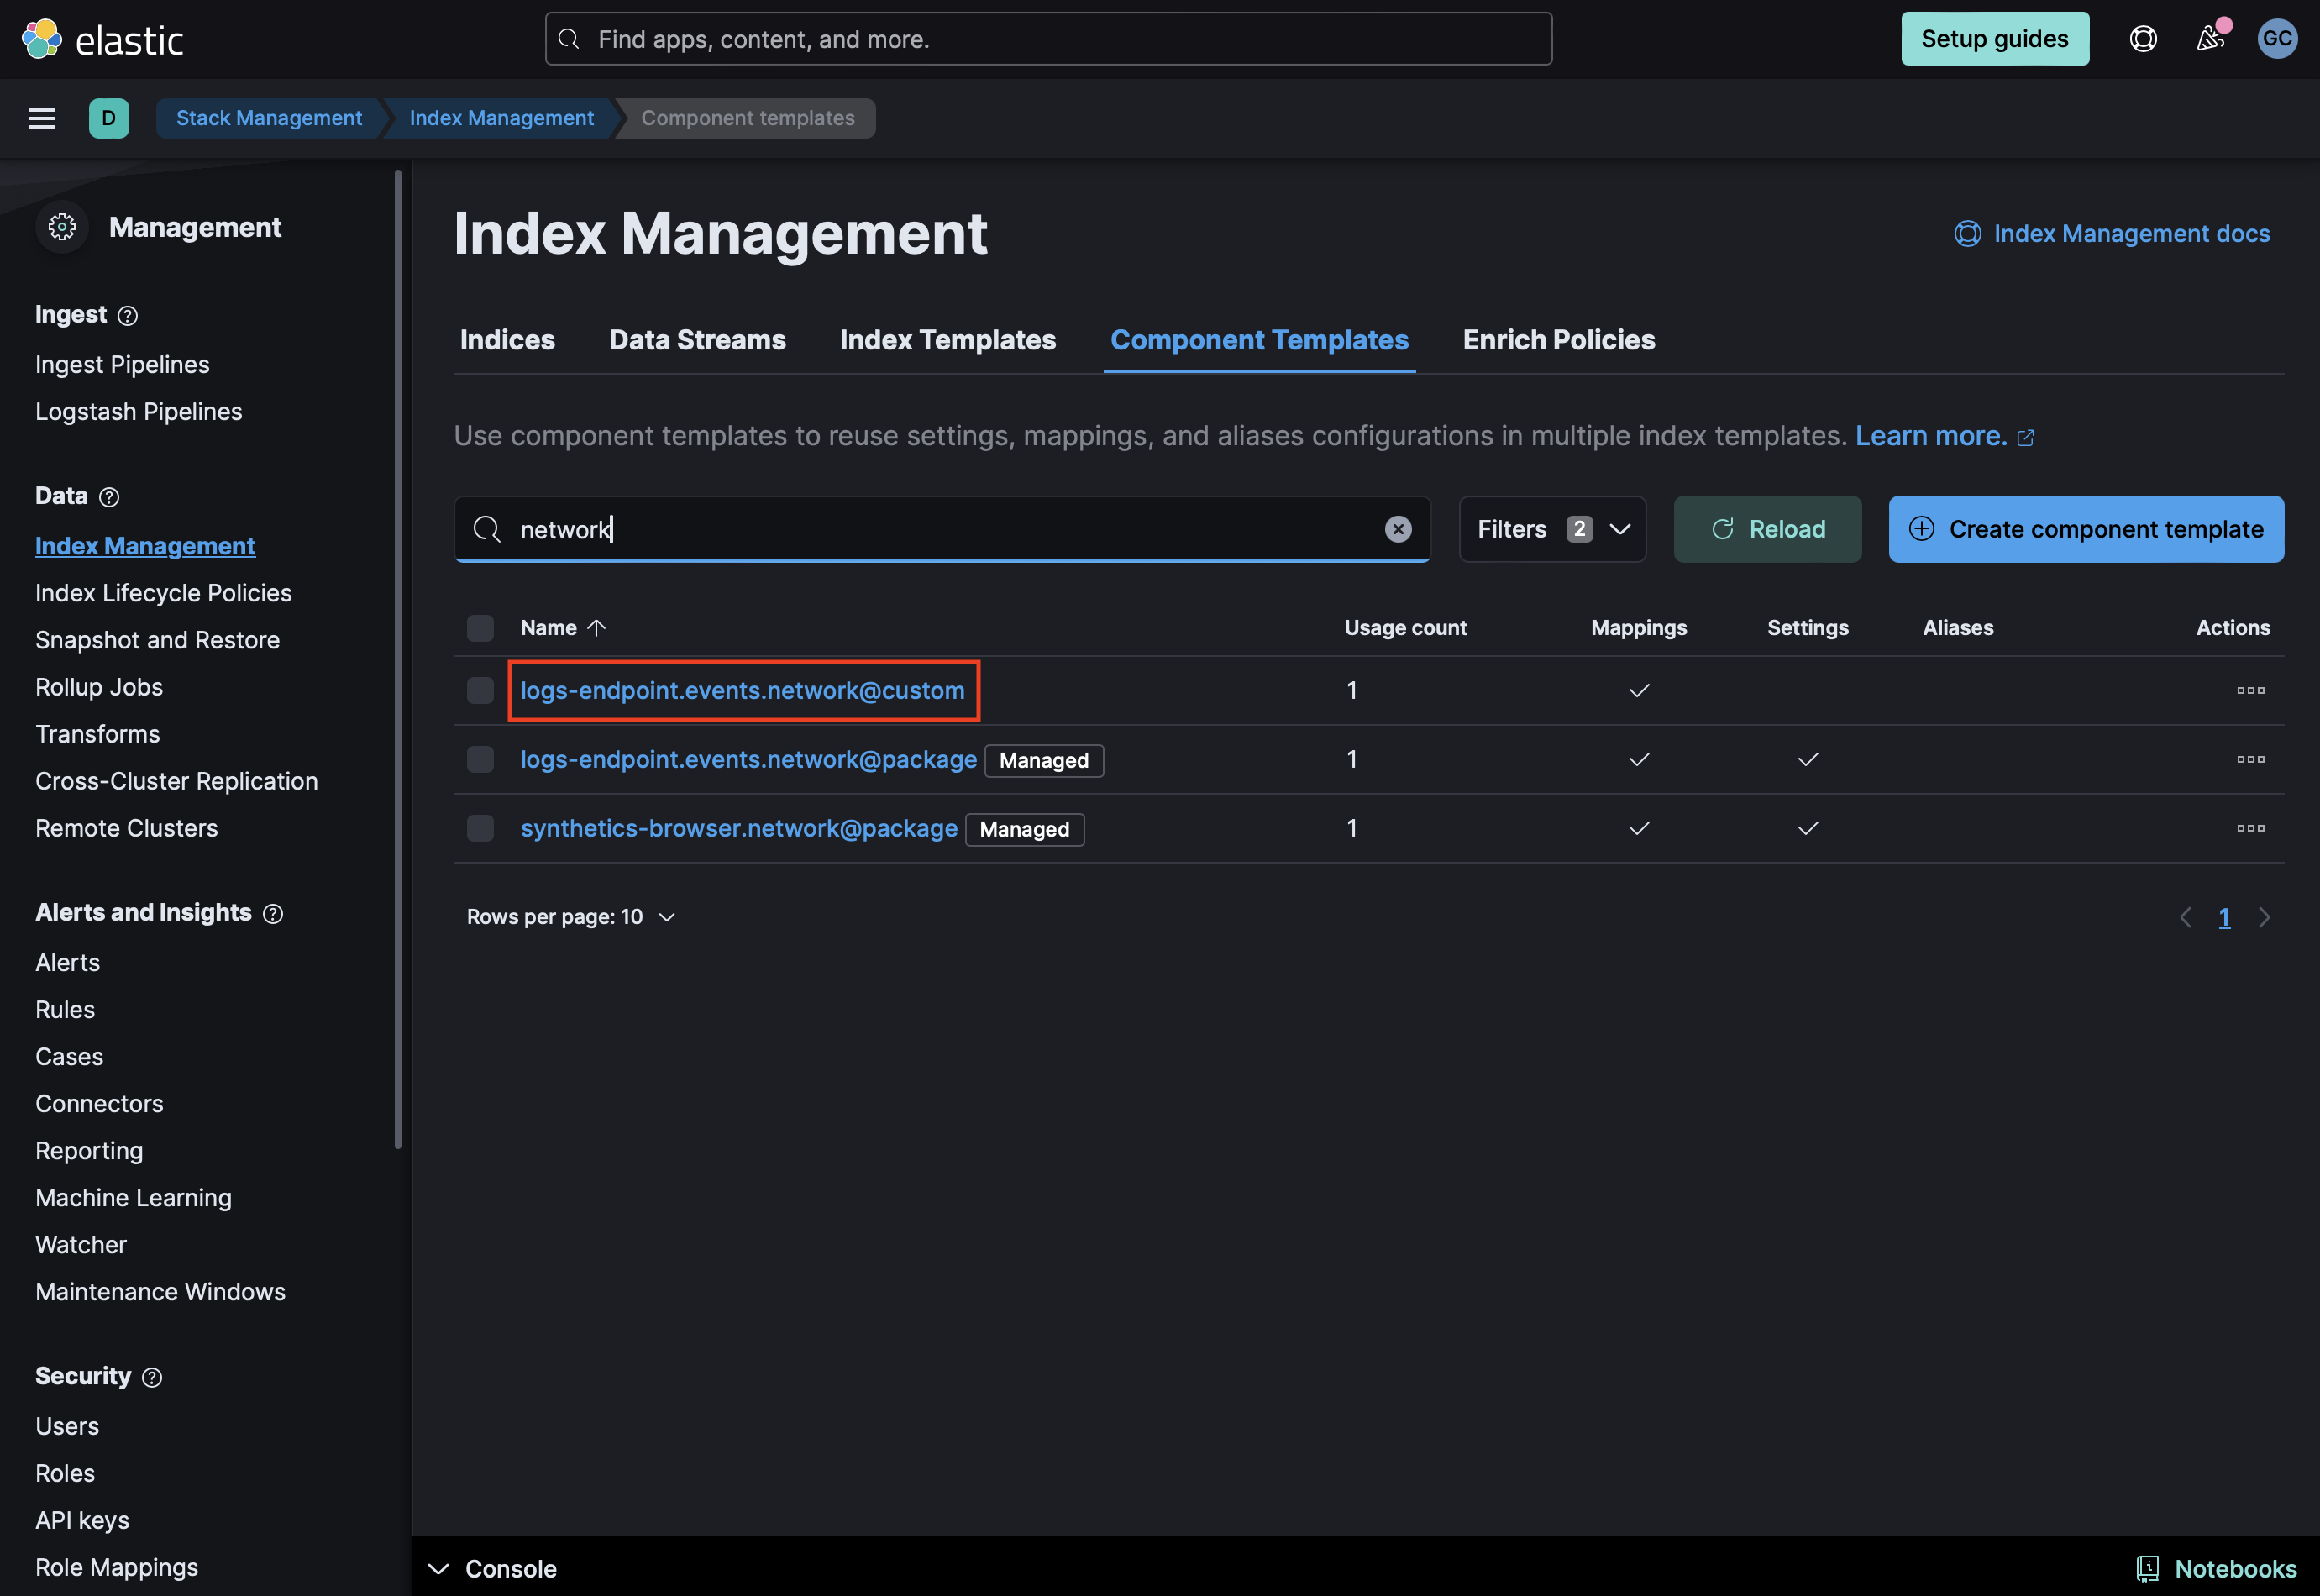 elastic
Find apps, content, and more.
Setup guides
GC
D
Stack Management
Index Management
Component templates
Management
Ingest
Ingest Pipelines
Logstash Pipelines
Data
Index Management
Index Lifecycle Policies
Snapshot and Restore
Rollup Jobs
Transforms
Cross-Cluster Replication
Remote Clusters
Alerts and Insights
Alerts
Rules
Cases
Connectors
Reporting
Machine Learning
Watcher
Maintenance Windows
Security
Users
Roles
API keys
Role Mappings
Index Management
Index Management docs
Indices Data Streams Index Templates Component Templates Enrich Policies
Use component templates to reuse settings, mappings, and aliases configurations in multiple index templates. Learn more.
network
Filters 2
Reload
Create component template
Name Usage count Mappings Settings Aliases Actions
logs-endpoint.events.network@custom 1
logs-endpoint.events.network@package Managed 1
synthetics-browser.network@package Managed 1
Rows per page: 10
1
Console
Notebooks